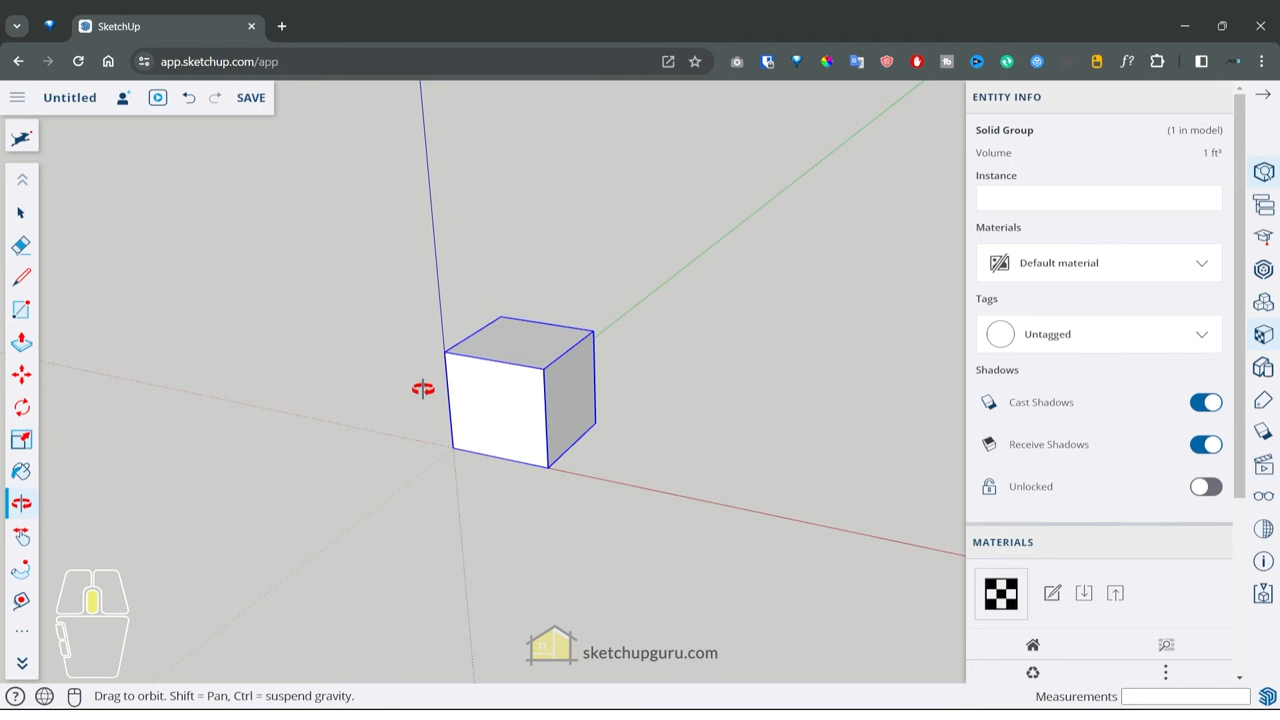 SketchUp
app.sketchup.com/app
Untitled
SAVE
ENTITY INFO
Solid Group (1 in model)
Volume 1 ft³
Instance
Materials
Default material
Tags
Untagged
Shadows
Cast Shadows
Receive Shadows
Unlocked
MATERIALS
sketchupguru.com
Drag to orbit. Shift = Pan, Ctrl = suspend gravity.
Measurements